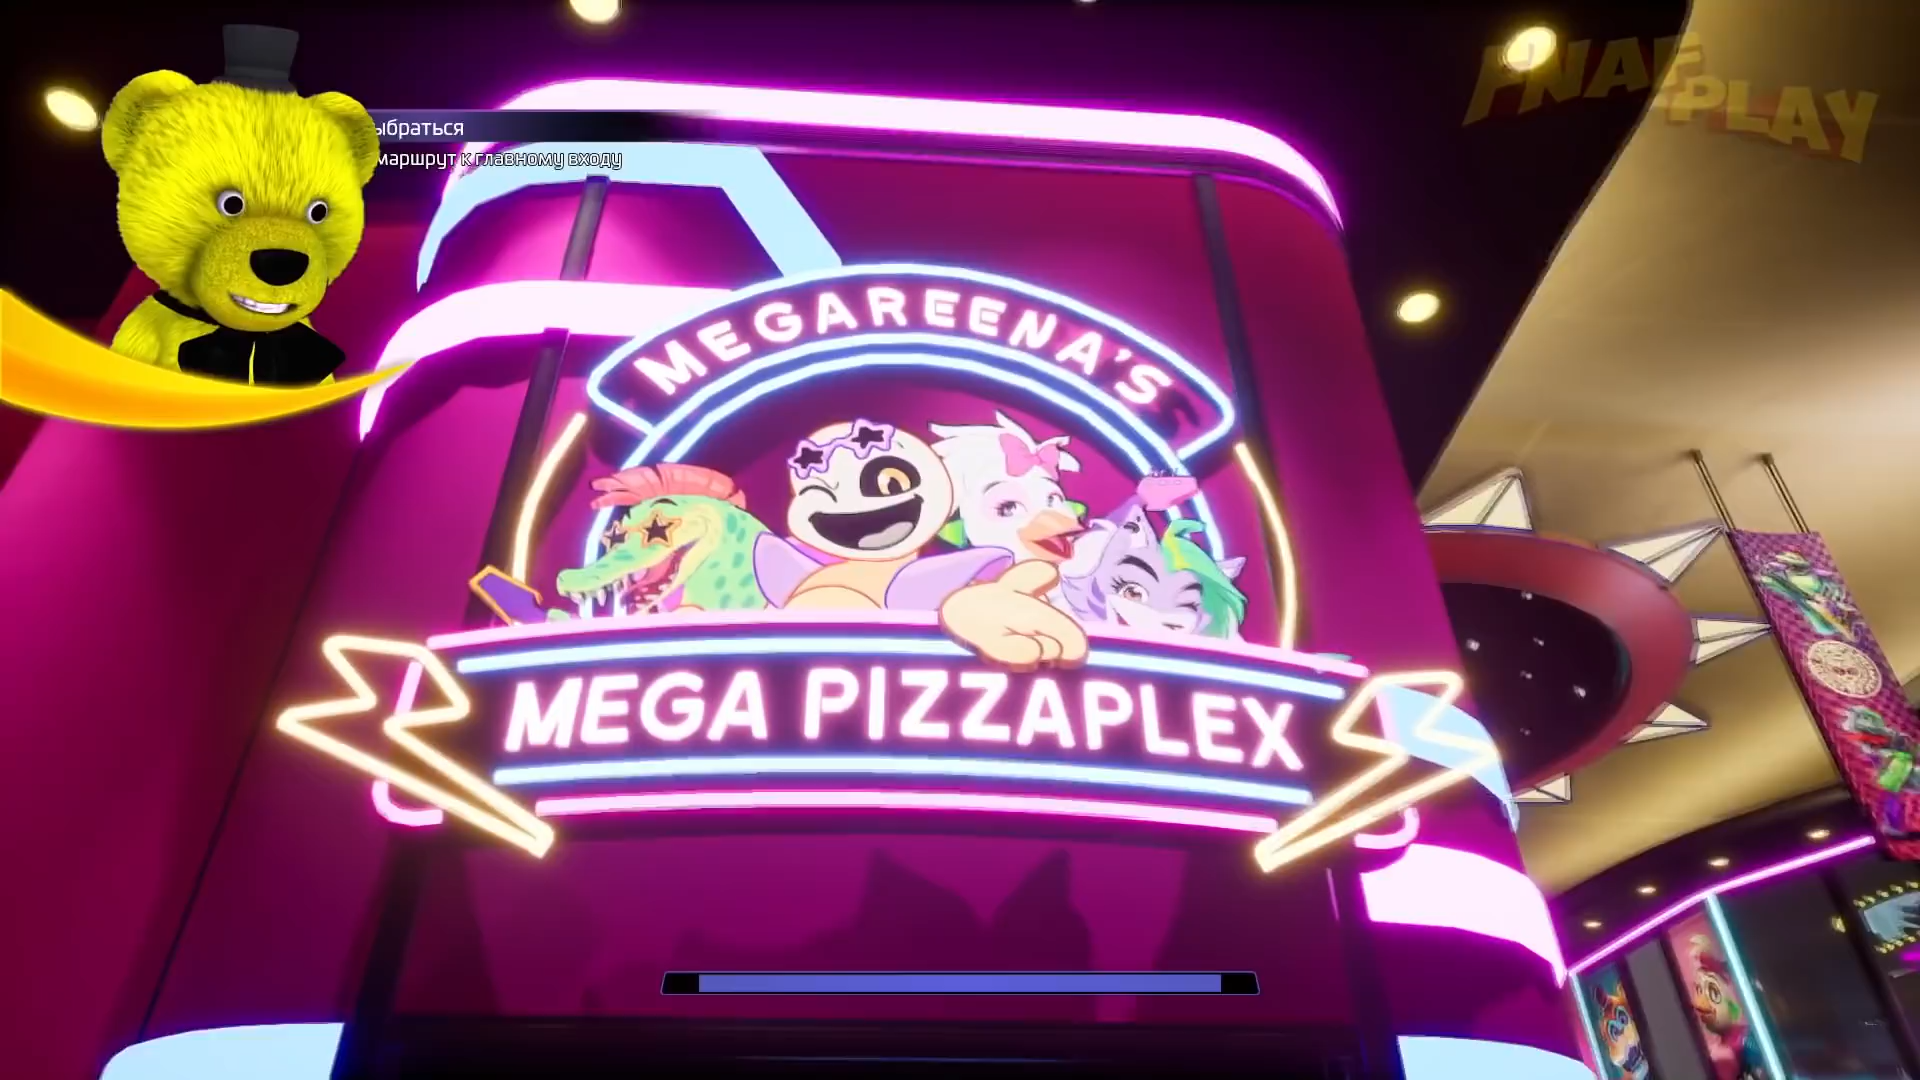 FNAF PLAY
ыбраться
маршрут к главному входу
MEGAREENA'S
MEGA PIZZAPLEX